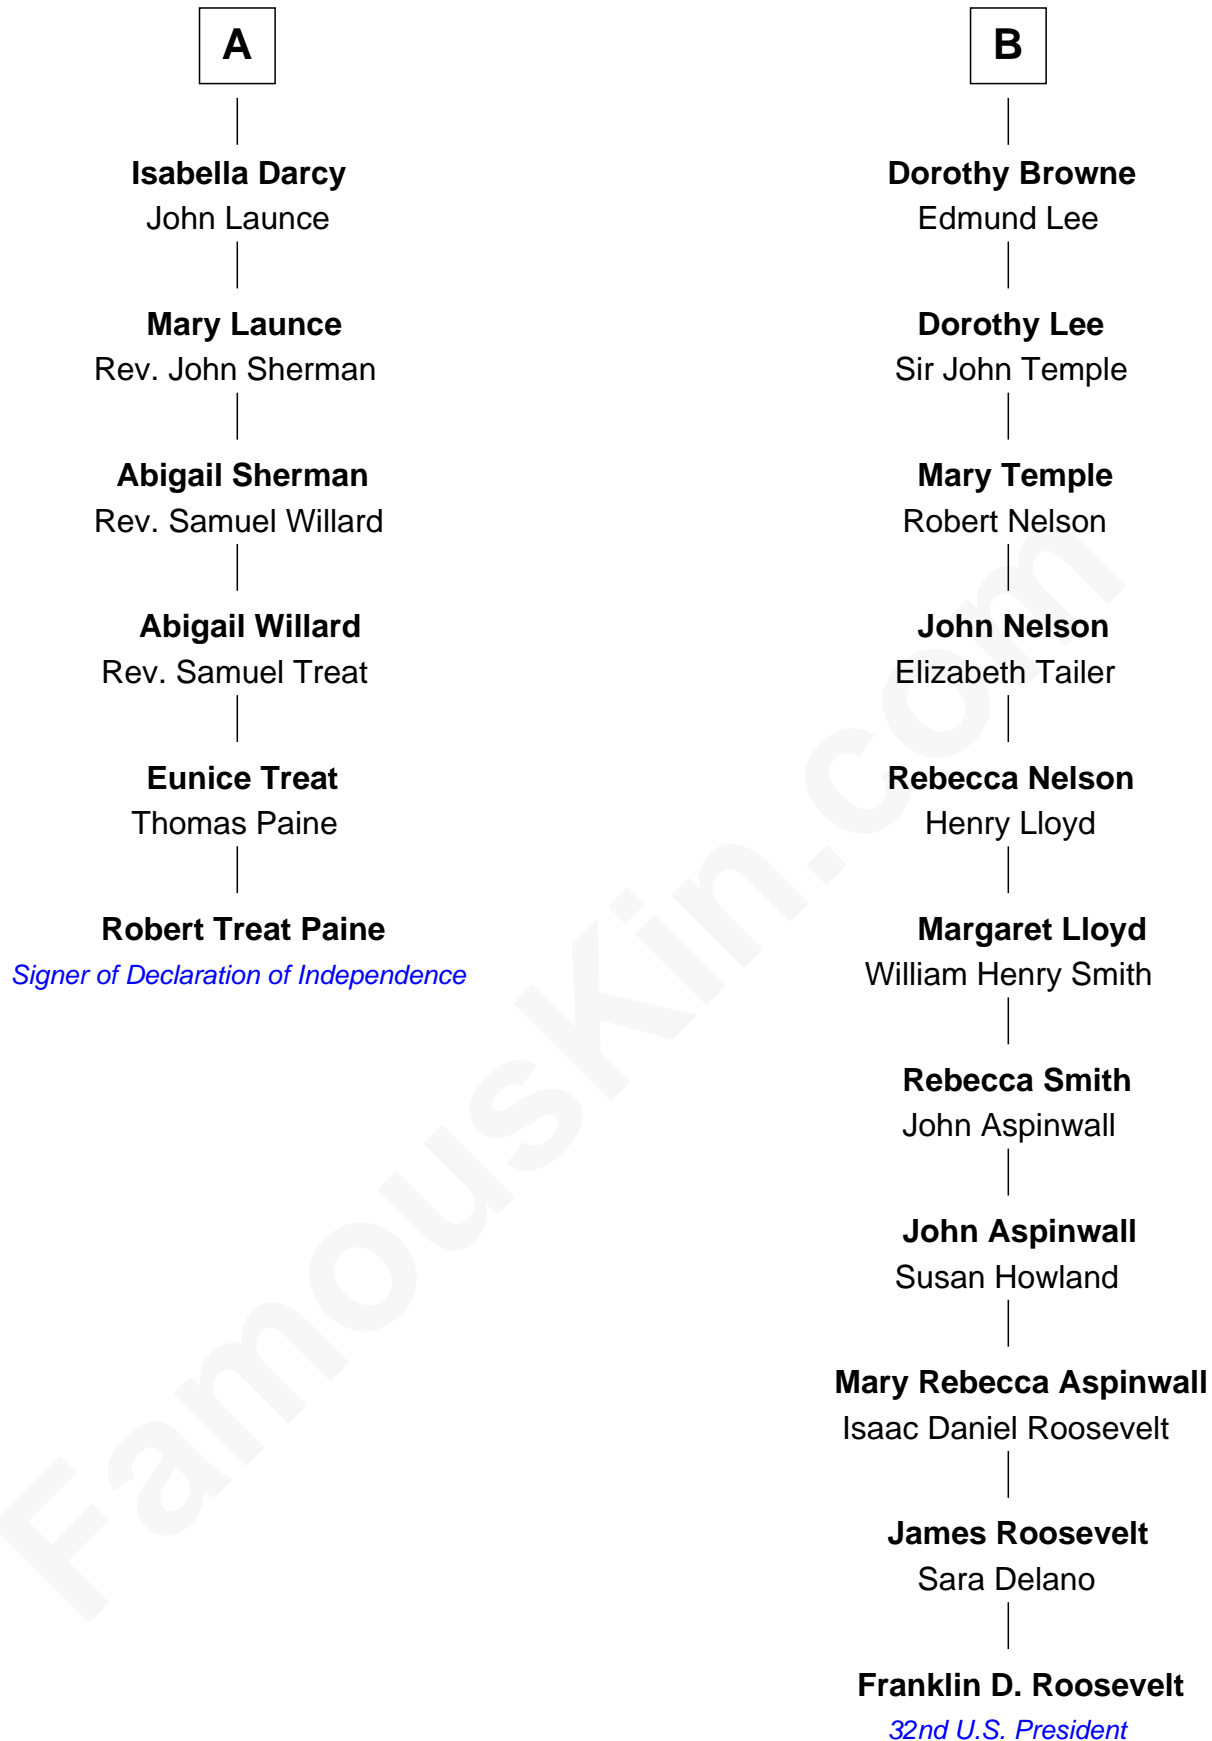 A
Isabella Darcy
John Launce
Mary Launce
Rev. John Sherman
Abigail Sherman
Rev. Samuel Willard
Abigail Willard
Rev. Samuel Treat
Eunice Treat
Thomas Paine
Robert Treat Paine
Signer of Declaration of Independence
B
Dorothy Browne
Edmund Lee
Dorothy Lee
Sir John Temple
Mary Temple
Robert Nelson
John Nelson
Elizabeth Tailer
Rebecca Nelson
Henry Lloyd
Margaret Lloyd
William Henry Smith
Rebecca Smith
John Aspinwall
John Aspinwall
Susan Howland
Mary Rebecca Aspinwall
Isaac Daniel Roosevelt
James Roosevelt
Sara Delano
Franklin D. Roosevelt
32nd U.S. President
FamousKin.com